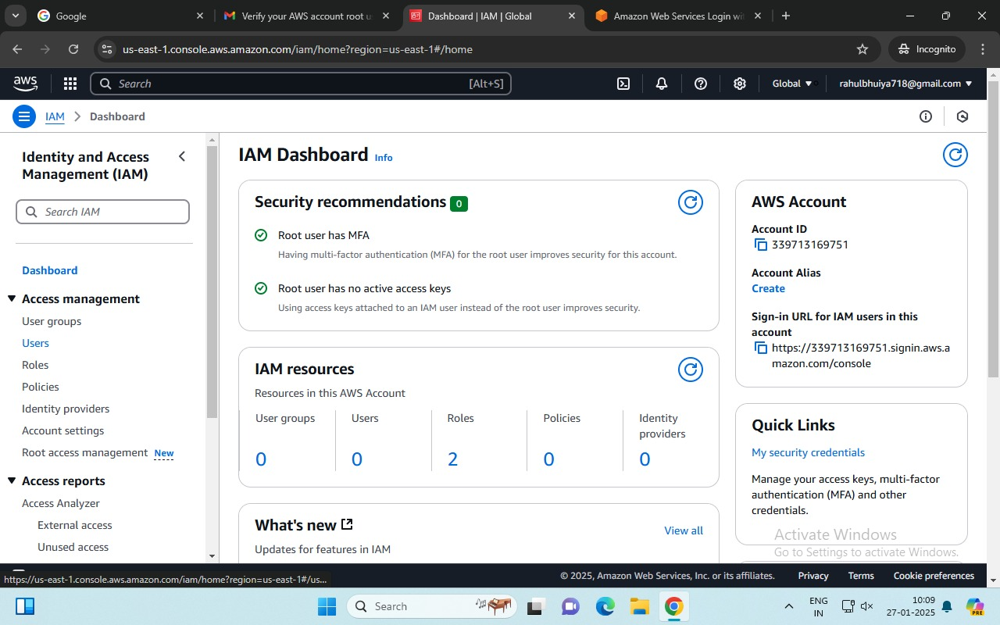 Google
Verify your AWS account root u
Dashboard | IAM | Global
Amazon Web Services Login wi
us-east-1.console.aws.amazon.com/iam/home?region=us-east-1#/home
Incognito
aws
Search
[Alt+S]
Global
rahulbhuiya718@gmail.com
IAM
Dashboard
Identity and Access
Management (IAM)
Search IAM
Dashboard
Access management
User groups
Users
Roles
Policies
Identity providers
Account settings
Root access management New
Access reports
Access Analyzer
External access
Unused access
IAM Dashboard Info
Security recommendations 0
Root user has MFA
Having multi-factor authentication (MFA) for the root user improves security for this account.
Root user has no active access keys
Using access keys attached to an IAM user instead of the root user improves security.
IAM resources
Resources in this AWS Account
User groups
0
Users
0
Roles
2
Policies
0
Identity
providers
0
What's new
View all
Updates for features in IAM
AWS Account
Account ID
339713169751
Account Alias
Create
Sign-in URL for IAM users in this
account
https://339713169751.signin.aws.a
mazon.com/console
Quick Links
My security credentials
Manage your access keys, multi-factor
authentication (MFA) and other
credentials.
Activate Windows
Go to Settings to activate Windows.
https://us-east-1.console.aws.amazon.com/iam/home?region=us-east-1#/us...
© 2025, Amazon Web Services, Inc. or its affiliates.
Privacy
Terms
Cookie preferences
Search
ENG
IN
10:09
27-01-2025
PRE